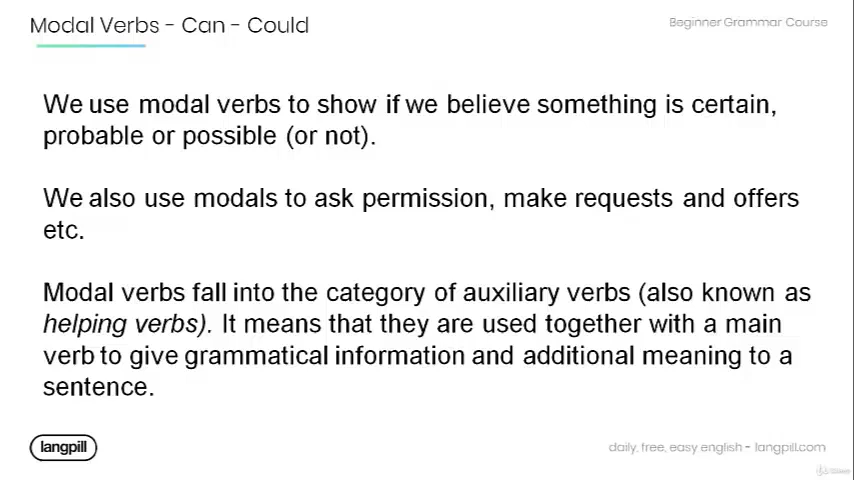 Modal Verbs - Can - Could
Beginner Grammar Course
We use modal verbs to show if we believe something is certain,
probable or possible (or not).
We also use modals to ask permission, make requests and offers
etc.
Modal verbs fall into the category of auxiliary verbs (also known as
helping verbs). It means that they are used together with a main
verb to give grammatical information and additional meaning to a
sentence.
langpill
daily, free, easy english - langpill.com
Udemy